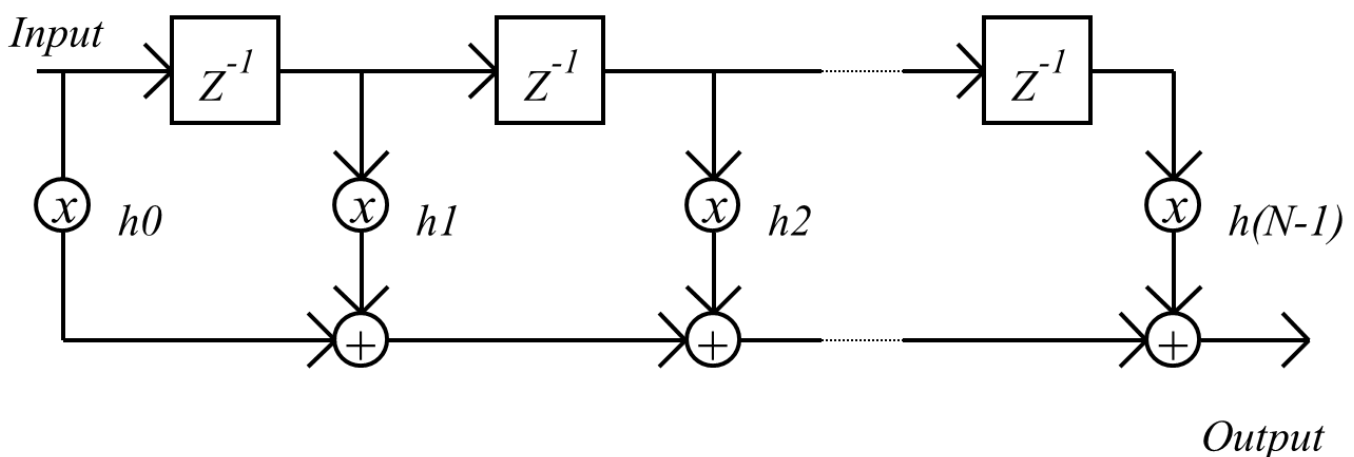 Input
Z⁻¹ Z⁻¹ Z⁻¹
x h0 x h1 x h2 x h(N-1)
+ + +
Output